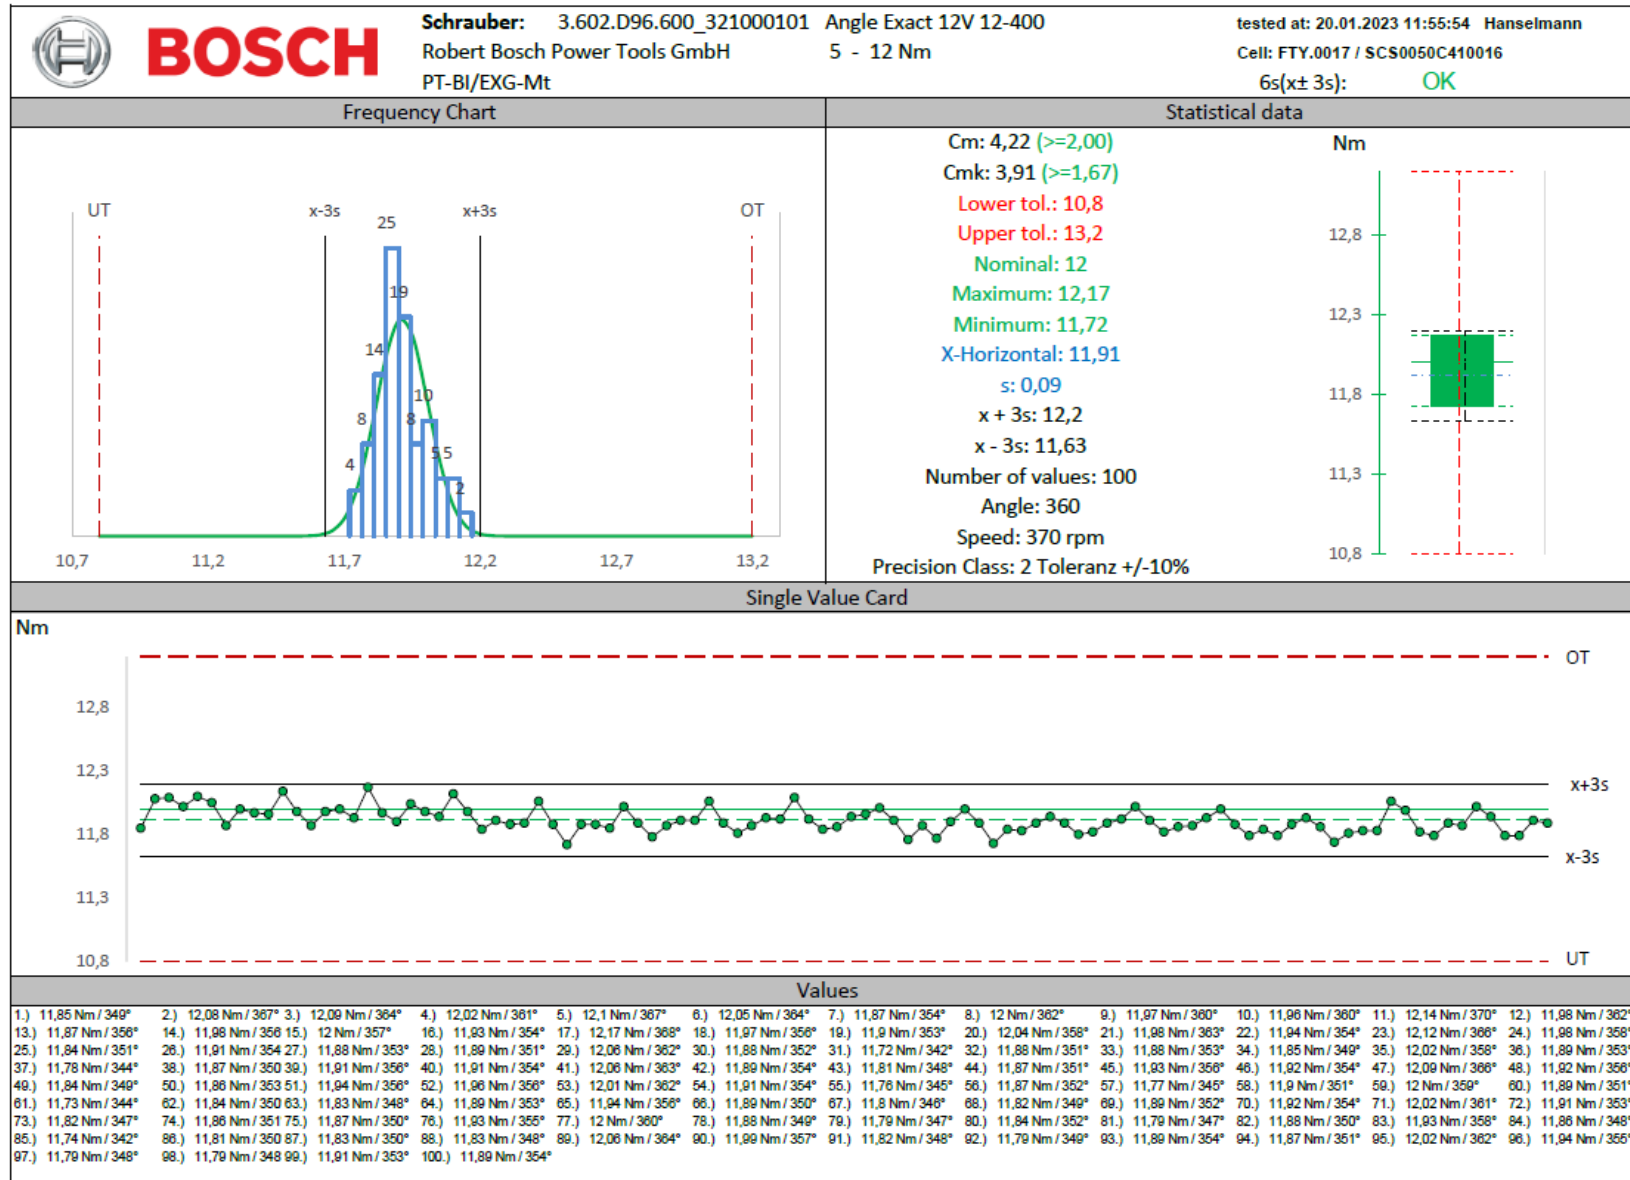 BOSCH
Schrauber: 3.602.D96.600_321000101 Angle Exact 12V 12-400
Robert Bosch Power Tools GmbH 5 - 12 Nm
PT-BI/EXG-Mt
tested at: 20.01.2023 11:55:54 Hanselmann
Cell: FTY.0017 / SCS0050C410016
6s(x± 3s): OK
Frequency Chart
UT x-3s x+3s OT
25
19
14
10
8 8
5 5
4
2
10,7 11,2 11,7 12,2 12,7 13,2
Statistical data
Cm: 4,22 (>=2,00)
Cmk: 3,91 (>=1,67)
Lower tol.: 10,8
Upper tol.: 13,2
Nominal: 12
Maximum: 12,17
Minimum: 11,72
X-Horizontal: 11,91
s: 0,09
x + 3s: 12,2
x - 3s: 11,63
Number of values: 100
Angle: 360
Speed: 370 rpm
Precision Class: 2 Toleranz +/-10%
Nm
12,8
12,3
11,8
11,3
10,8
Single Value Card
Nm
OT
12,8
12,3
x+3s
11,8
x-3s
11,3
10,8
UT
Values
1.) 11,85 Nm / 349° 2.) 12,08 Nm / 367° 3.) 12,09 Nm / 364° 4.) 12,02 Nm / 361° 5.) 12,1 Nm / 367° 6.) 12,05 Nm / 364° 7.) 11,87 Nm / 354° 8.) 12 Nm / 362° 9.) 11,97 Nm / 360° 10.) 11,96 Nm / 360° 11.) 12,14 Nm / 370° 12.) 11,98 Nm / 362°
13.) 11,87 Nm / 356° 14.) 11,98 Nm / 356 15.) 12 Nm / 357° 16.) 11,93 Nm / 354° 17.) 12,17 Nm / 368° 18.) 11,97 Nm / 356° 19.) 11,9 Nm / 353° 20.) 12,04 Nm / 358° 21.) 11,98 Nm / 363° 22.) 11,94 Nm / 354° 23.) 12,12 Nm / 366° 24.) 11,98 Nm / 358°
25.) 11,84 Nm / 351° 26.) 11,91 Nm / 354 27.) 11,88 Nm / 353° 28.) 11,89 Nm / 351° 29.) 12,06 Nm / 362° 30.) 11,88 Nm / 352° 31.) 11,72 Nm / 342° 32.) 11,88 Nm / 351° 33.) 11,88 Nm / 353° 34.) 11,85 Nm / 349° 35.) 12,02 Nm / 358° 36.) 11,89 Nm / 353°
37.) 11,78 Nm / 344° 38.) 11,87 Nm / 350 39.) 11,91 Nm / 356° 40.) 11,91 Nm / 354° 41.) 12,06 Nm / 363° 42.) 11,89 Nm / 354° 43.) 11,81 Nm / 348° 44.) 11,87 Nm / 351° 45.) 11,93 Nm / 356° 46.) 11,92 Nm / 354° 47.) 12,09 Nm / 366° 48.) 11,92 Nm / 356°
49.) 11,84 Nm / 349° 50.) 11,86 Nm / 353 51.) 11,94 Nm / 356° 52.) 11,96 Nm / 356° 53.) 12,01 Nm / 362° 54.) 11,91 Nm / 354° 55.) 11,76 Nm / 345° 56.) 11,87 Nm / 352° 57.) 11,77 Nm / 345° 58.) 11,9 Nm / 351° 59.) 12 Nm / 359° 60.) 11,89 Nm / 351°
61.) 11,73 Nm / 344° 62.) 11,84 Nm / 350 63.) 11,83 Nm / 348° 64.) 11,89 Nm / 353° 65.) 11,94 Nm / 356° 66.) 11,89 Nm / 350° 67.) 11,8 Nm / 346° 68.) 11,82 Nm / 349° 69.) 11,89 Nm / 352° 70.) 11,92 Nm / 354° 71.) 12,02 Nm / 361° 72.) 11,91 Nm / 353°
73.) 11,82 Nm / 347° 74.) 11,86 Nm / 351 75.) 11,87 Nm / 350° 76.) 11,93 Nm / 355° 77.) 12 Nm / 360° 78.) 11,88 Nm / 349° 79.) 11,79 Nm / 347° 80.) 11,84 Nm / 352° 81.) 11,79 Nm / 347° 82.) 11,88 Nm / 350° 83.) 11,93 Nm / 358° 84.) 11,86 Nm / 348°
85.) 11,74 Nm / 342° 86.) 11,81 Nm / 350 87.) 11,83 Nm / 350° 88.) 11,83 Nm / 348° 89.) 12,06 Nm / 364° 90.) 11,99 Nm / 357° 91.) 11,82 Nm / 348° 92.) 11,79 Nm / 349° 93.) 11,89 Nm / 354° 94.) 11,87 Nm / 351° 95.) 12,02 Nm / 362° 96.) 11,94 Nm / 355°
97.) 11,79 Nm / 348° 98.) 11,79 Nm / 348 99.) 11,91 Nm / 353° 100.) 11,89 Nm / 354°